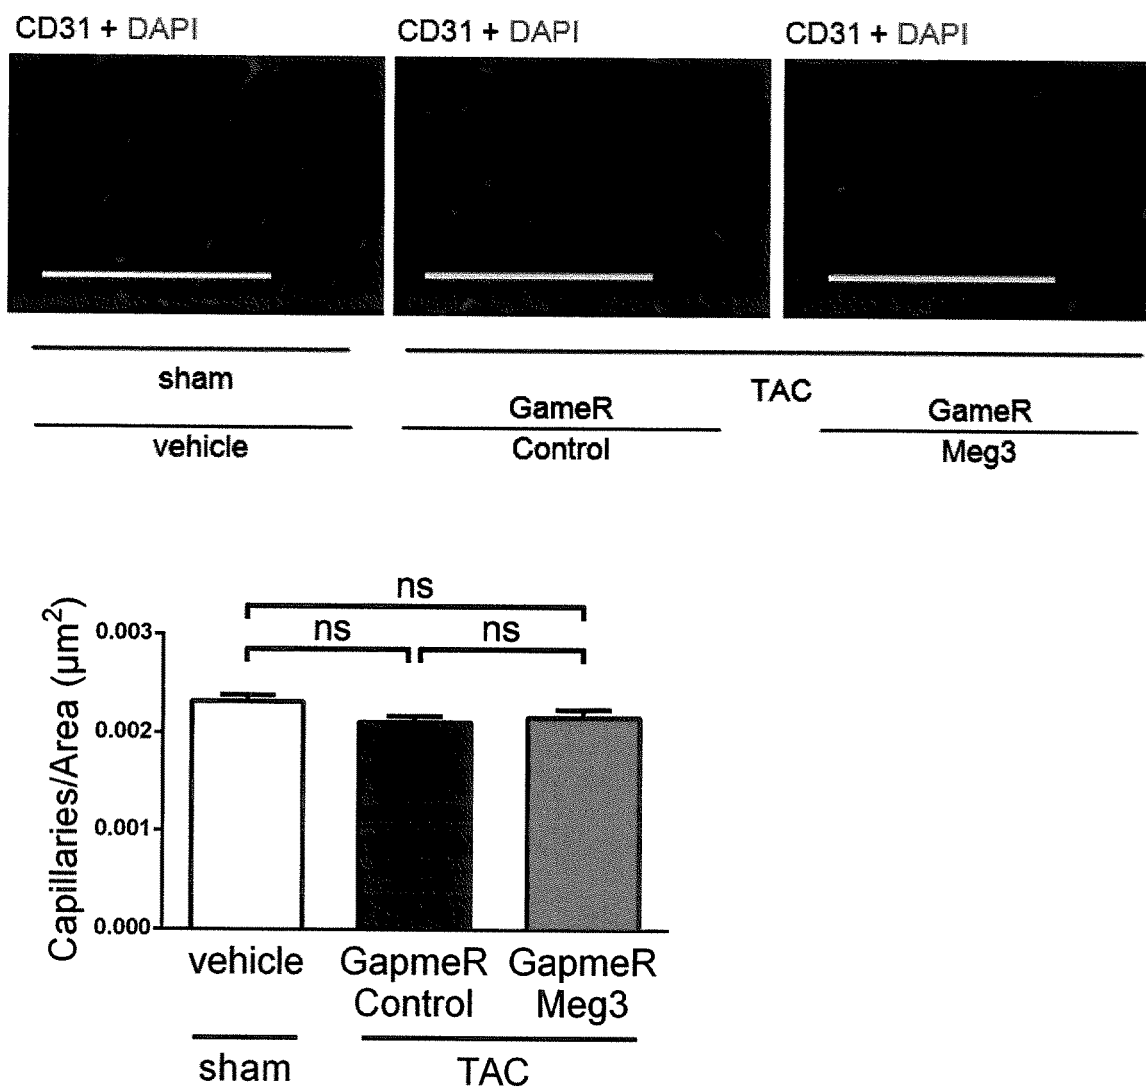 CD31 + DAPI CD31 + DAPI CD31 + DAPI
sham TAC
GameR GameR
vehicle Control Meg3
ns
ns ns
Capillaries/Area (µm²)
0.003
0.002
0.001
0.000
vehicle GapmeR GapmeR
Control Meg3
sham TAC